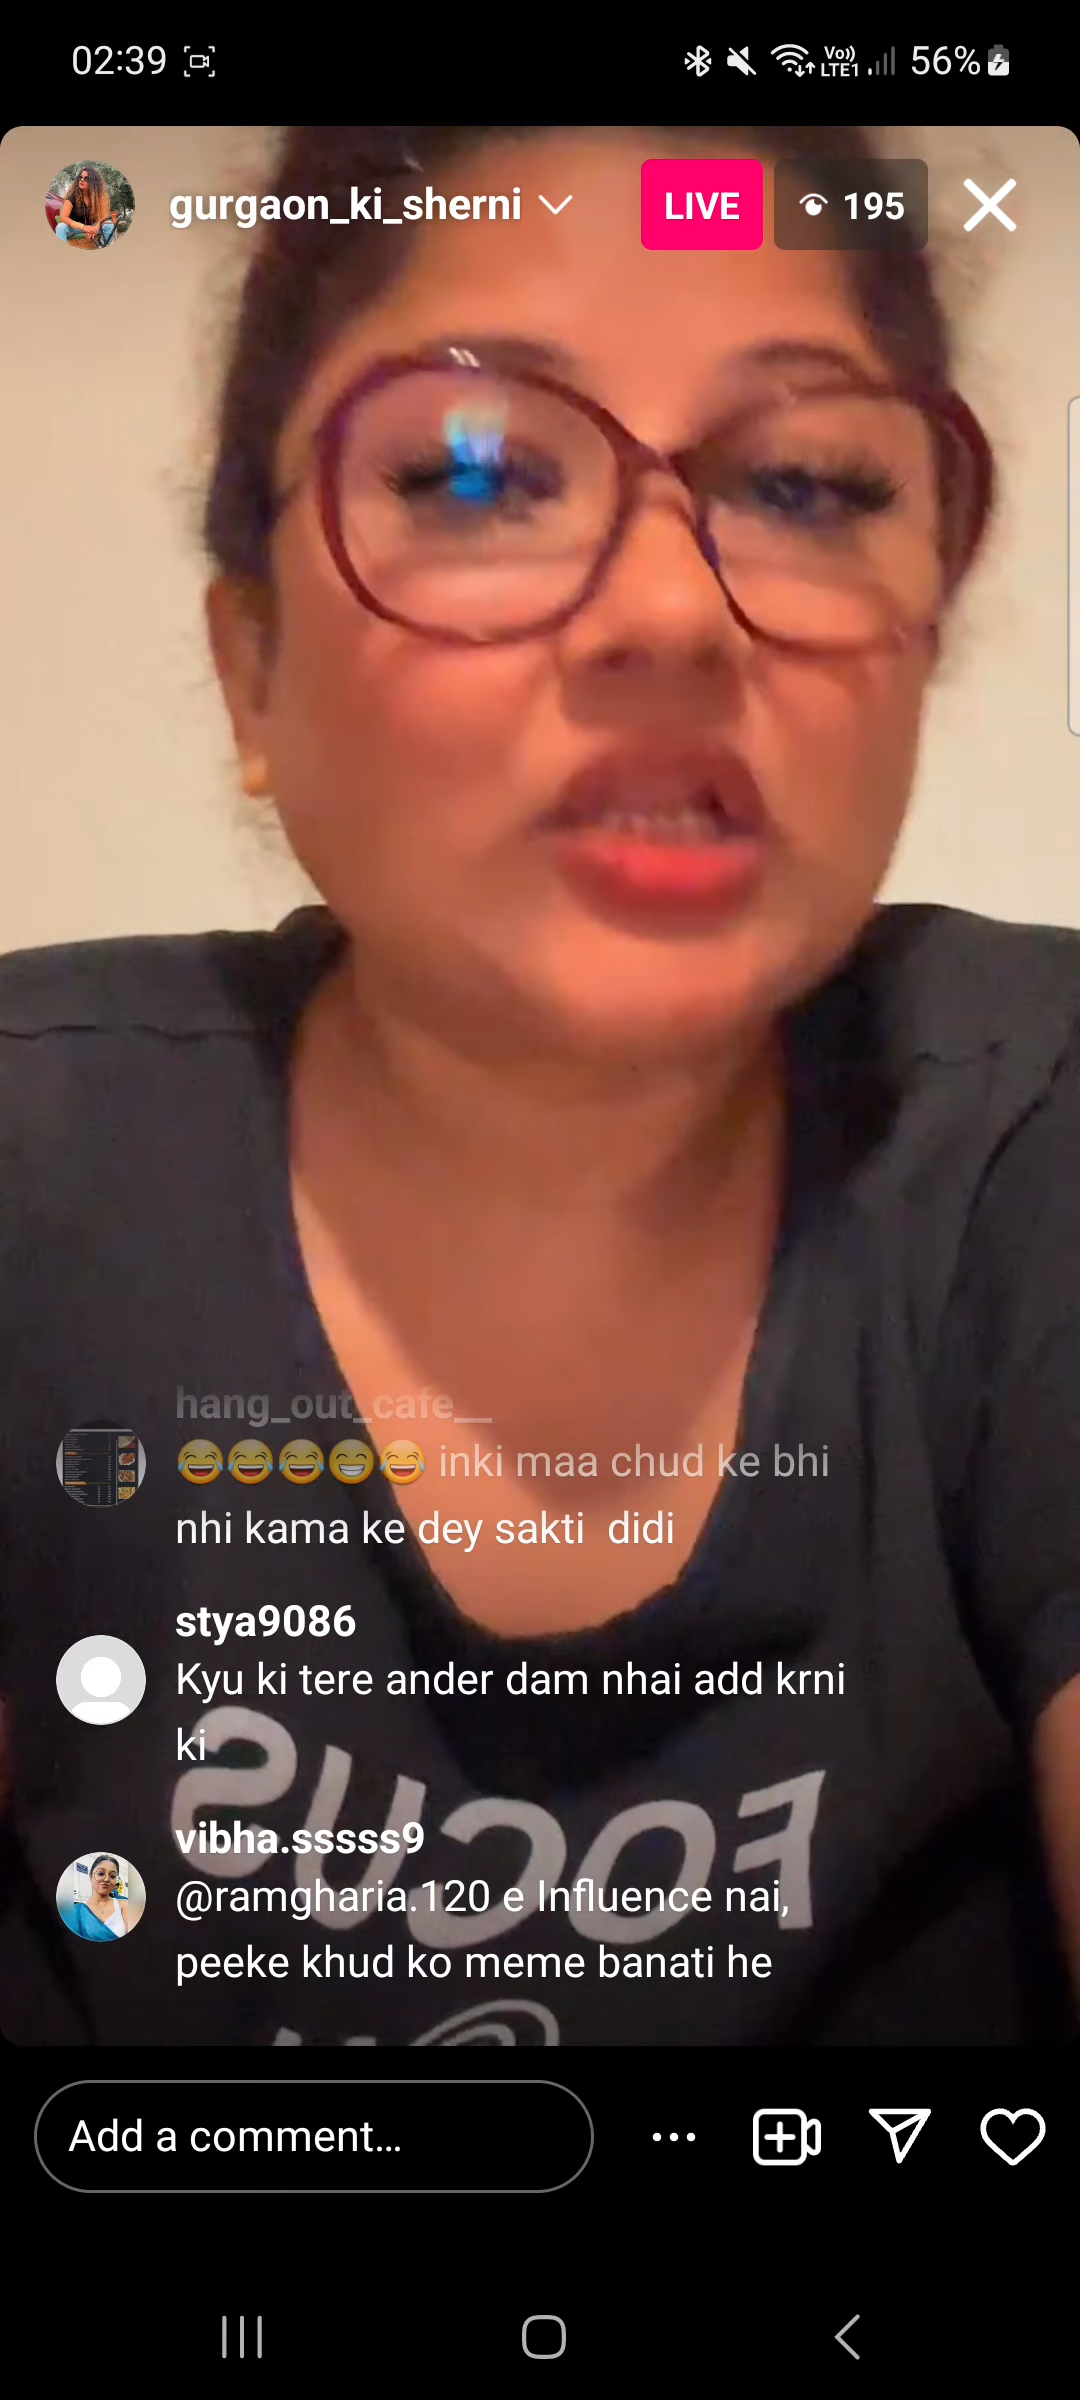 02:39
Vo)) LTE1 56%
gurgaon_ki_sherni LIVE 195
hang_out_cafe__
😂😂😂😁😂 inki maa chud ke bhi
nhi kama ke dey sakti didi
stya9086
Kyu ki tere ander dam nhai add krni
ki
FOCUS
vibha.sssss9
@ramgharia.120 e Influence nai,
peeke khud ko meme banati he
Add a comment...